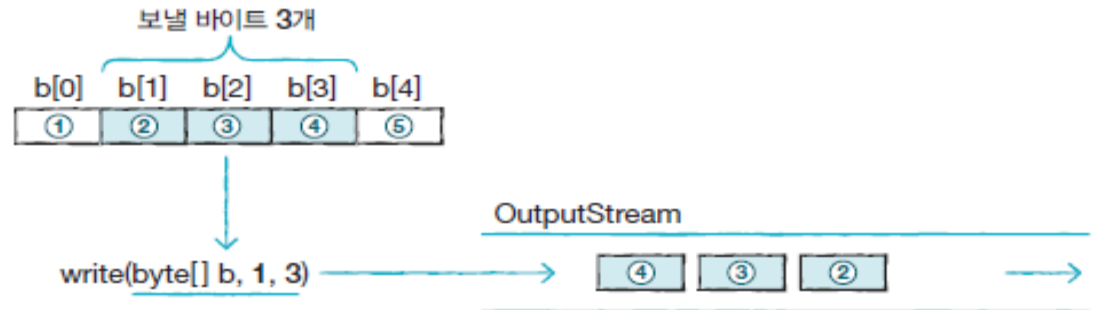 보낼 바이트 3개
b[0] b[1] b[2] b[3] b[4]
① ② ③ ④ ⑤
OutputStream
write(byte[] b, 1, 3)
④ ③ ②